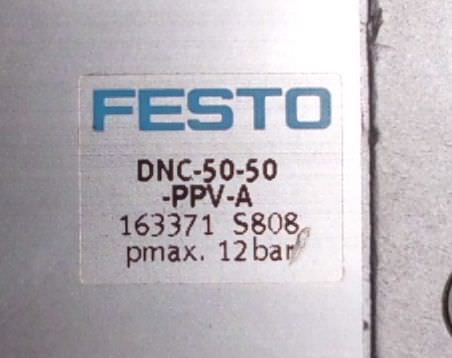 FESTO
DNC-50-50
-PPV-A
163371 S808
pmax. 12bar